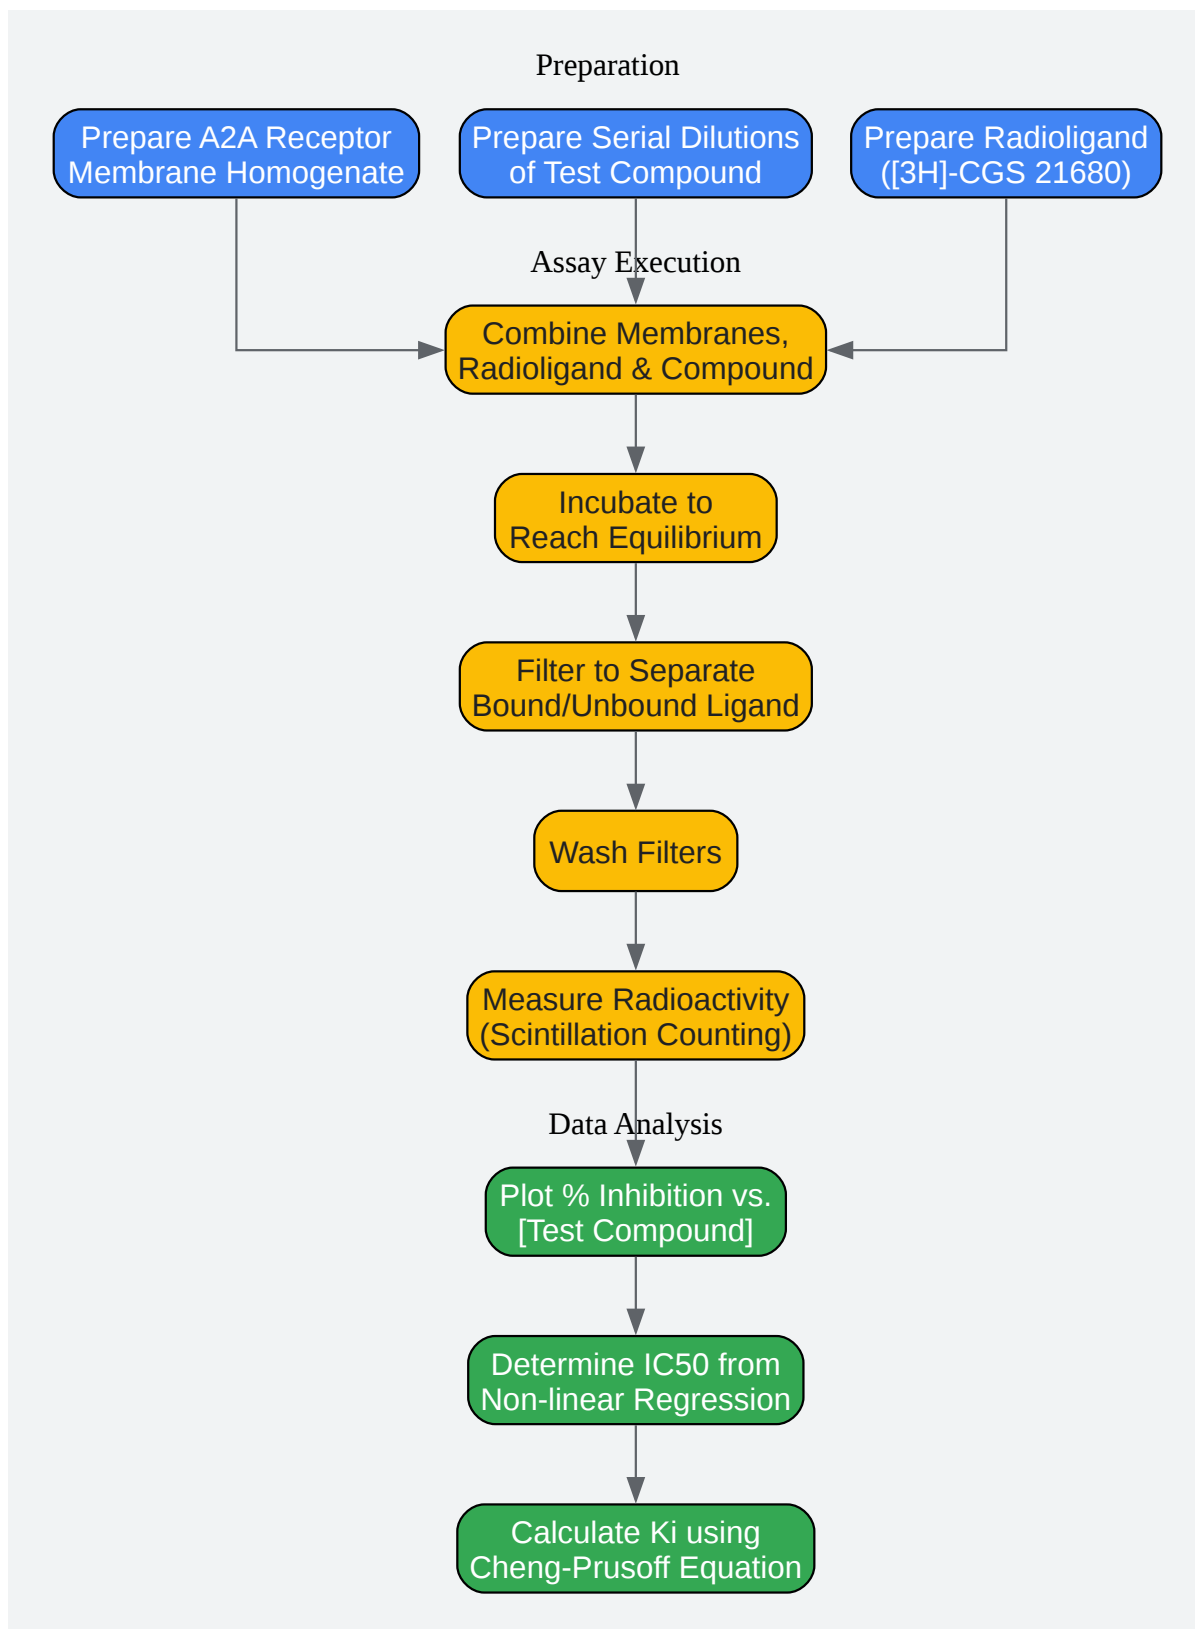 Preparation
Prepare A2A Receptor
Membrane Homogenate
Prepare Serial Dilutions
of Test Compound
Prepare Radioligand
([3H]-CGS 21680)
Assay Execution
Combine Membranes,
Radioligand & Compound
Incubate to
Reach Equilibrium
Filter to Separate
Bound/Unbound Ligand
Wash Filters
Measure Radioactivity
(Scintillation Counting)
Data Analysis
Plot % Inhibition vs.
[Test Compound]
Determine IC50 from
Non-linear Regression
Calculate Ki using
Cheng-Prusoff Equation